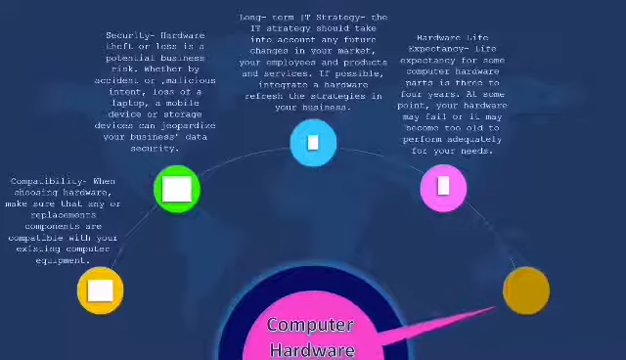 Compatibility- When
choosing hardware,
make sure that any or
replacements
components are
compatible with your
existing computer
equipment.
Security- Hardware
theft or loss is a
potential business
risk. Whether by
accident or malicious
intent, loss of a
laptop, a mobile
device or storage
devices can jeopardize
your business' data
security.
Long- term IT Strategy- the
IT strategy should take
into account any future
changes in your market,
your employees and products
and services. If possible,
integrate a hardware
refresh the strategies in
your business.
Hardware Life
Expectancy- Life
expectancy for some
computer hardware
parts is three to
four years. At some
point, your hardware
may fail or it may
become too old to
perform adequately
for your needs.
Computer
Hardware